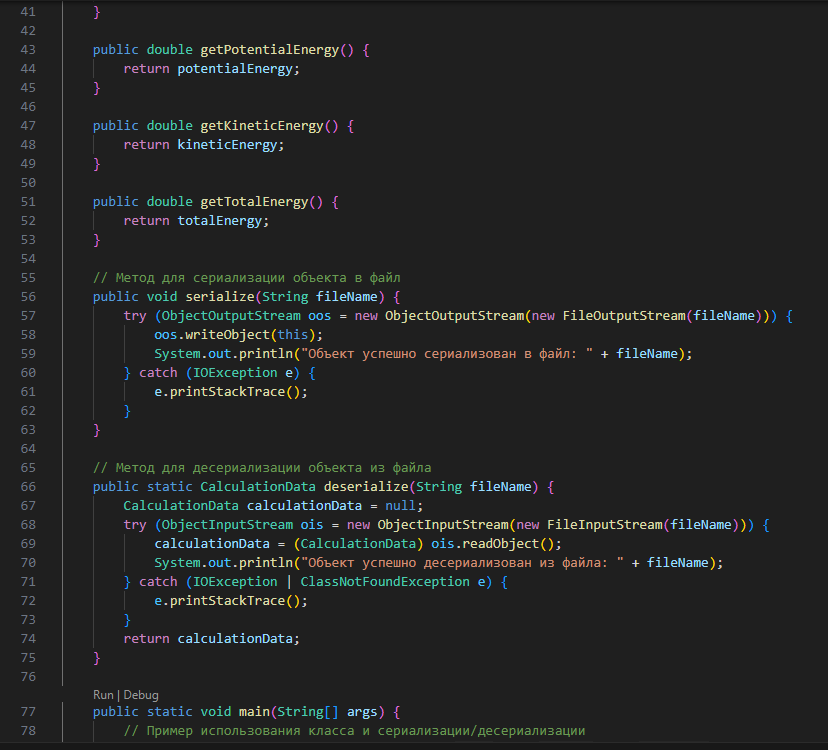 41 }
42
43 public double getPotentialEnergy() {
44 return potentialEnergy;
45 }
46
47 public double getKineticEnergy() {
48 return kineticEnergy;
49 }
50
51 public double getTotalEnergy() {
52 return totalEnergy;
53 }
54
55 // Метод для сериализации объекта в файл
56 public void serialize(String fileName) {
57 try (ObjectOutputStream oos = new ObjectOutputStream(new FileOutputStream(fileName))) {
58 oos.writeObject(this);
59 System.out.println("Объект успешно сериализован в файл: " + fileName);
60 } catch (IOException e) {
61 e.printStackTrace();
62 }
63 }
64
65 // Метод для десериализации объекта из файла
66 public static CalculationData deserialize(String fileName) {
67 CalculationData calculationData = null;
68 try (ObjectInputStream ois = new ObjectInputStream(new FileInputStream(fileName))) {
69 calculationData = (CalculationData) ois.readObject();
70 System.out.println("Объект успешно десериализован из файла: " + fileName);
71 } catch (IOException | ClassNotFoundException e) {
72 e.printStackTrace();
73 }
74 return calculationData;
75 }
76
Run | Debug
77 public static void main(String[] args) {
78 // Пример использования класса и сериализации/десериализации